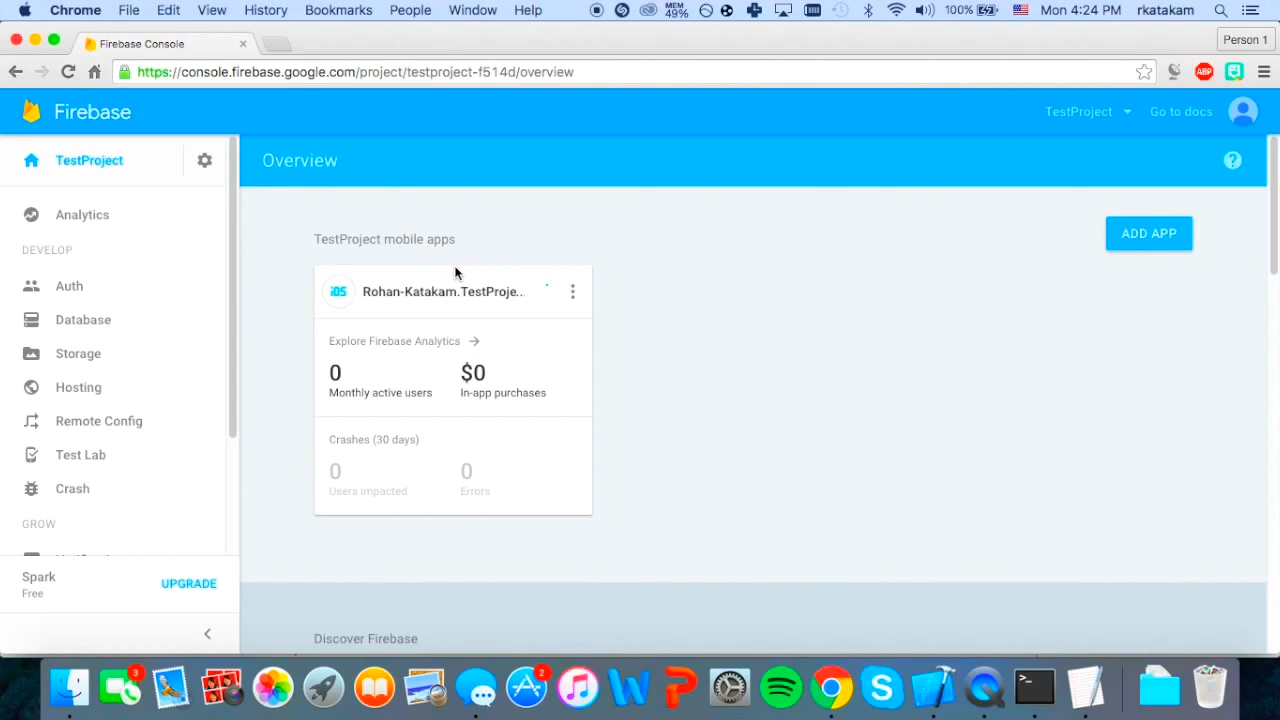 Chrome File Edit View History Bookmarks People Window Help MEM 49% 100% Mon 4:24 PM rkatakam
Firebase Console
Person 1
https://console.firebase.google.com/project/testproject-f514d/overview
ABP
Firebase
TestProject Go to docs
TestProject
Overview
Analytics
DEVELOP
Auth
Database
Storage
Hosting
Remote Config
Test Lab
Crash
GROW
Spark
Free
UPGRADE
TestProject mobile apps
ADD APP
iOS Rohan-Katakam.TestProje...
Explore Firebase Analytics
0 $0
Monthly active users In-app purchases
Crashes (30 days)
0 0
Users impacted Errors
Discover Firebase
3
2